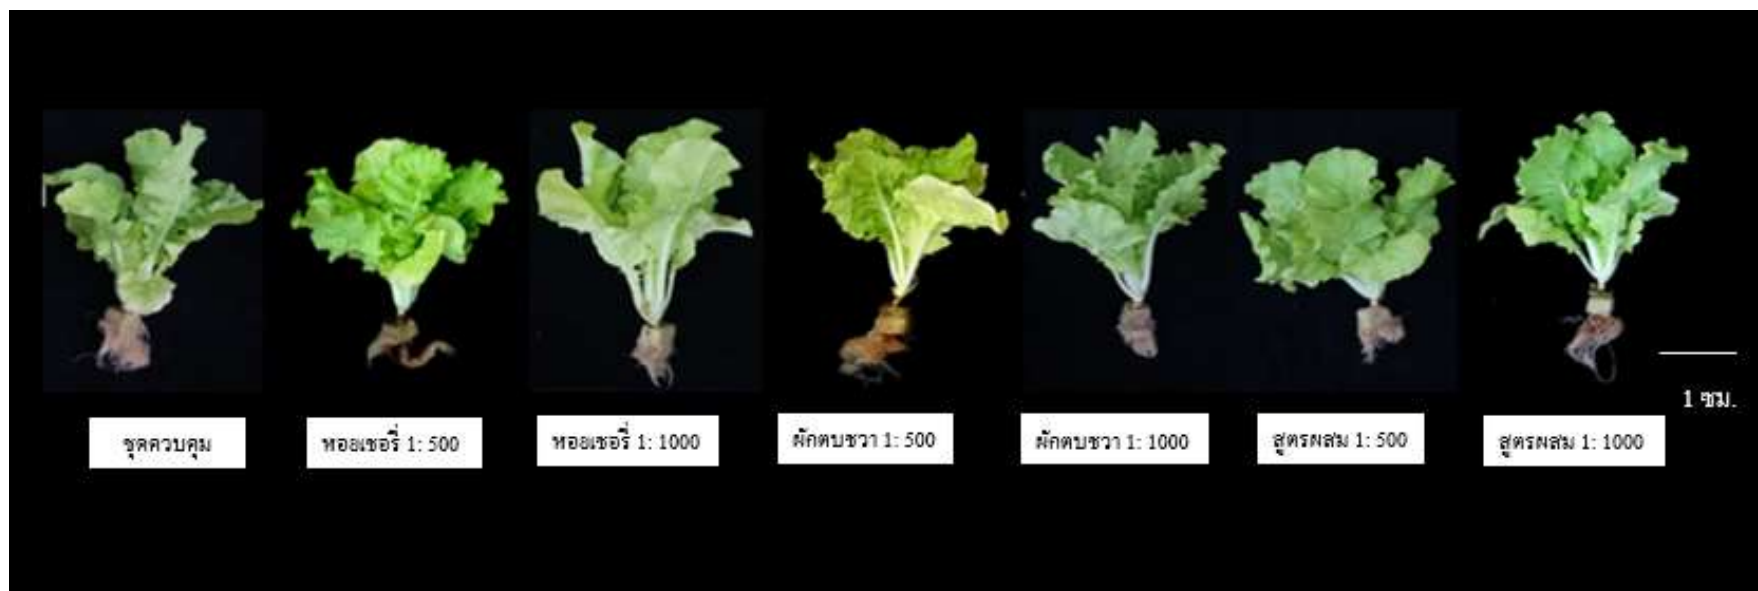 1 ซม.
ชุดควบคุม
หอยเชอรี่ 1: 500
หอยเชอรี่ 1: 1000
ผักตบชวา 1: 500
ผักตบชวา 1: 1000
สูตรผสม 1: 500
สูตรผสม 1: 1000